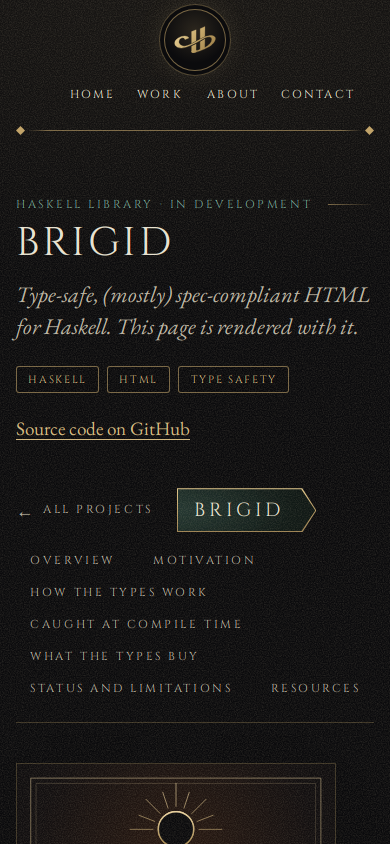 HOME WORK ABOUT CONTACT
HASKELL LIBRARY · IN DEVELOPMENT
BRIGID
Type-safe, (mostly) spec-compliant HTML
for Haskell. This page is rendered with it.
HASKELL HTML TYPE SAFETY
Source code on GitHub
← ALL PROJECTS BRIGID
OVERVIEW MOTIVATION
HOW THE TYPES WORK
CAUGHT AT COMPILE TIME
WHAT THE TYPES BUY
STATUS AND LIMITATIONS RESOURCES